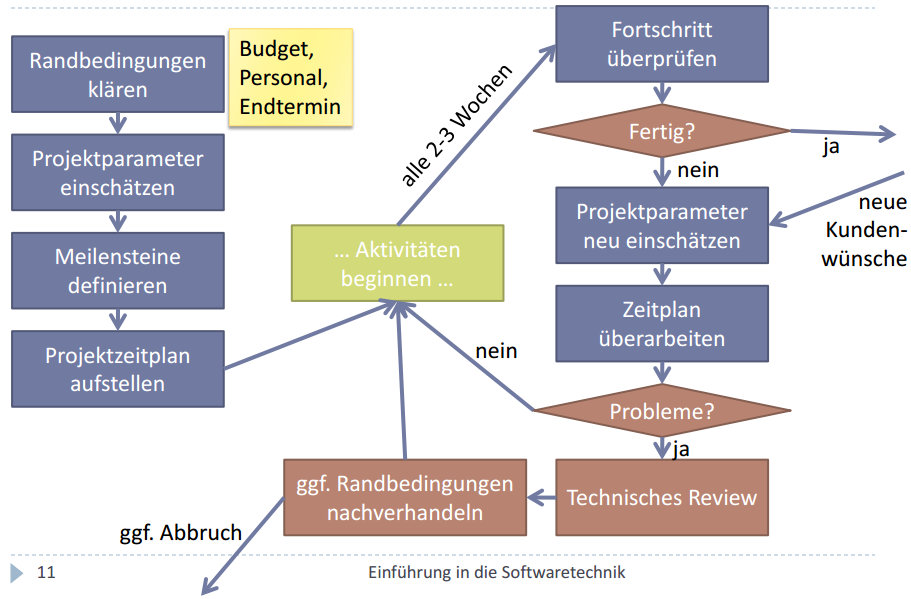 Randbedingungen
klären
Budget,
Personal,
Endtermin
Projektparameter
einschätzen
Meilensteine
definieren
Projektzeitplan
aufstellen
... Aktivitäten
beginnen ...
alle 2-3 Wochen
Fortschritt
überprüfen
Fertig?
ja
nein
Projektparameter
neu einschätzen
neue
Kunden-
wünsche
Zeitplan
überarbeiten
Probleme?
nein
ja
Technisches Review
ggf. Randbedingungen
nachverhandeln
ggf. Abbruch
11
Einführung in die Softwaretechnik